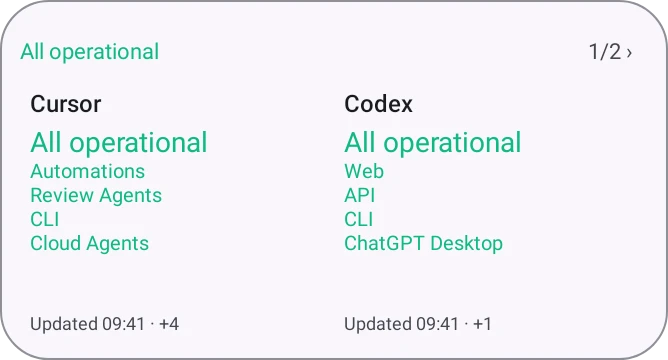 All operational
1/2 ›
Cursor
All operational
Automations
Review Agents
CLI
Cloud Agents
Updated 09:41 · +4
Codex
All operational
Web
API
CLI
ChatGPT Desktop
Updated 09:41 · +1